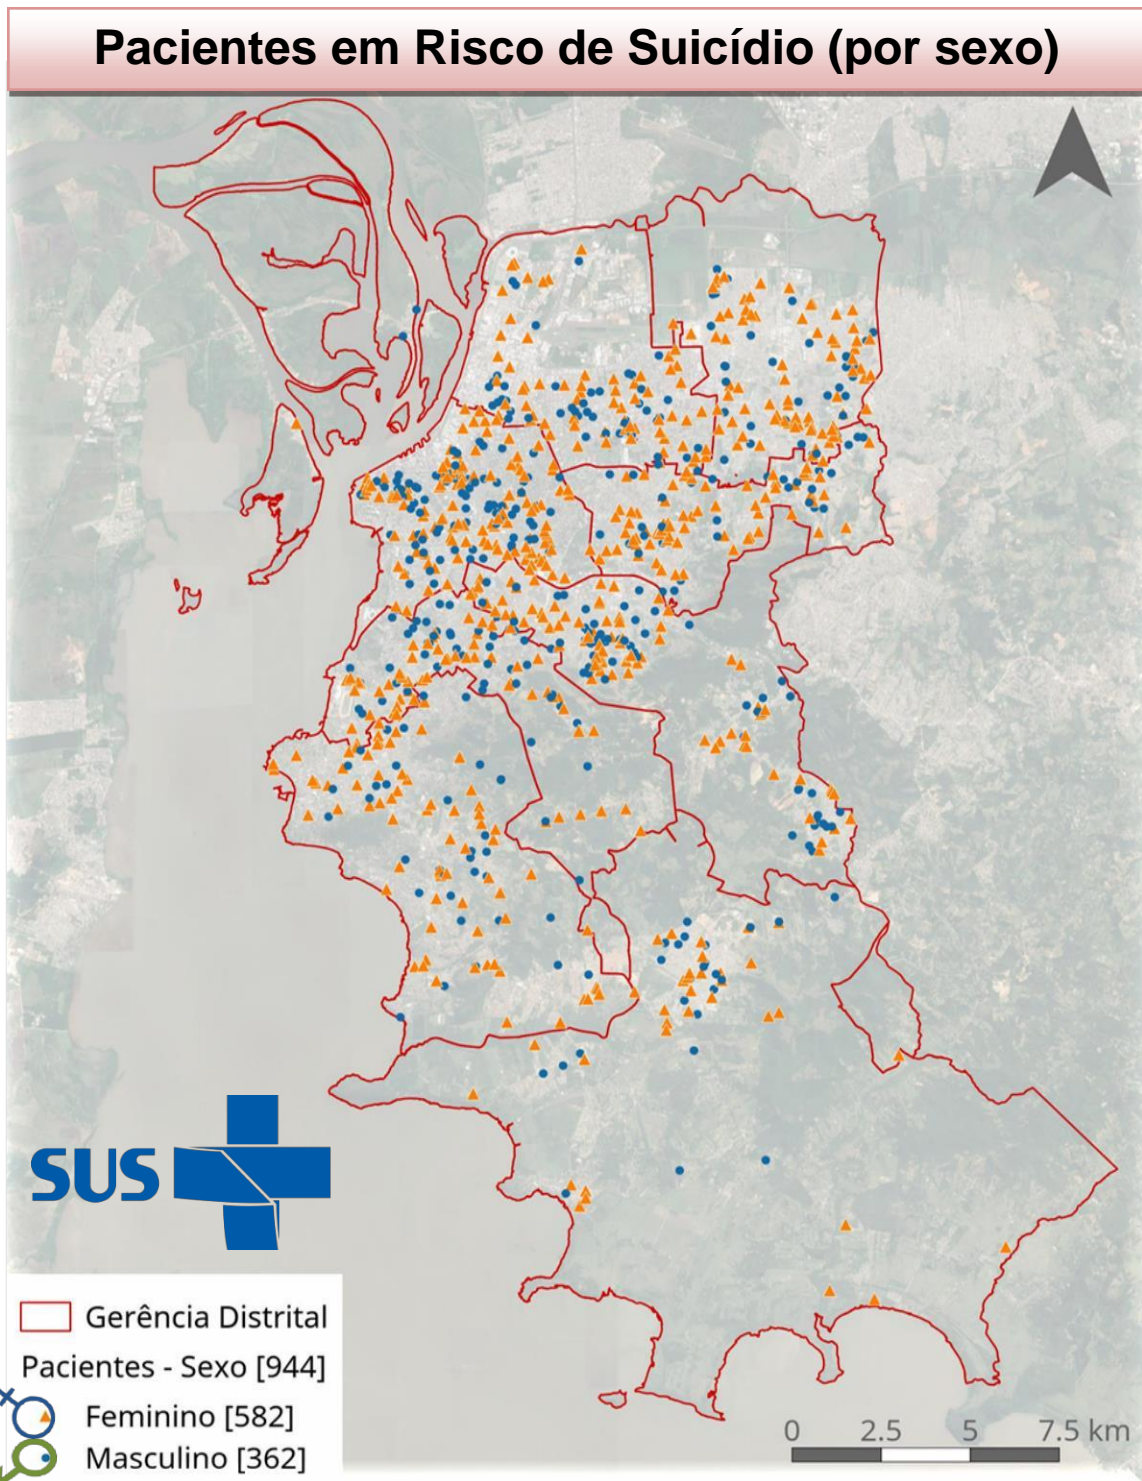 Pacientes em Risco de Suicídio (por sexo)
SUS
Gerência Distrital
Pacientes - Sexo [944]
Feminino [582]
Masculino [362]
0 2.5 5 7.5 km